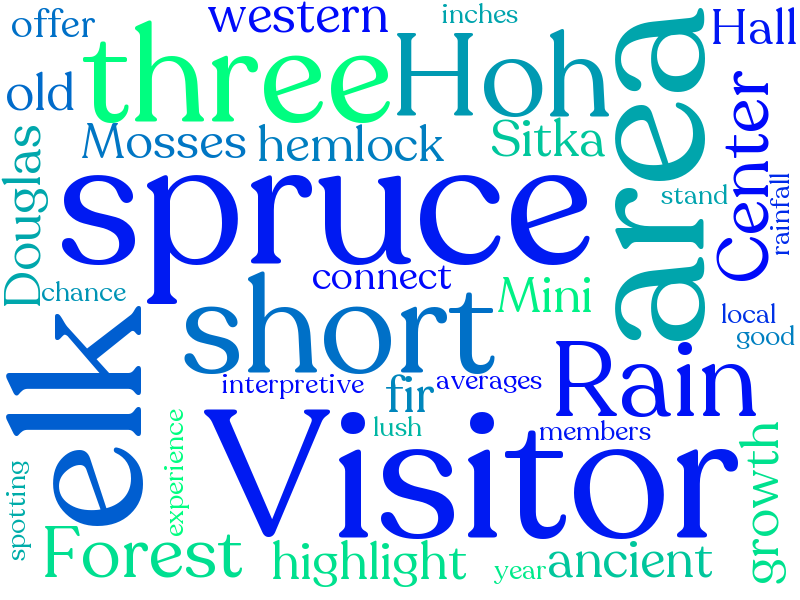 offer
western
inches
Hall
three
Hoh
area
old
Center
Mosses
hemlock
Sitka
Douglas
spruce
stand
rainfall
connect
chance
Mini
short
local
good
elk
Rain
interpretive
fir
averages
lush
Visitor
members
experience
growth
spotting
Forest
highlight
year
ancient